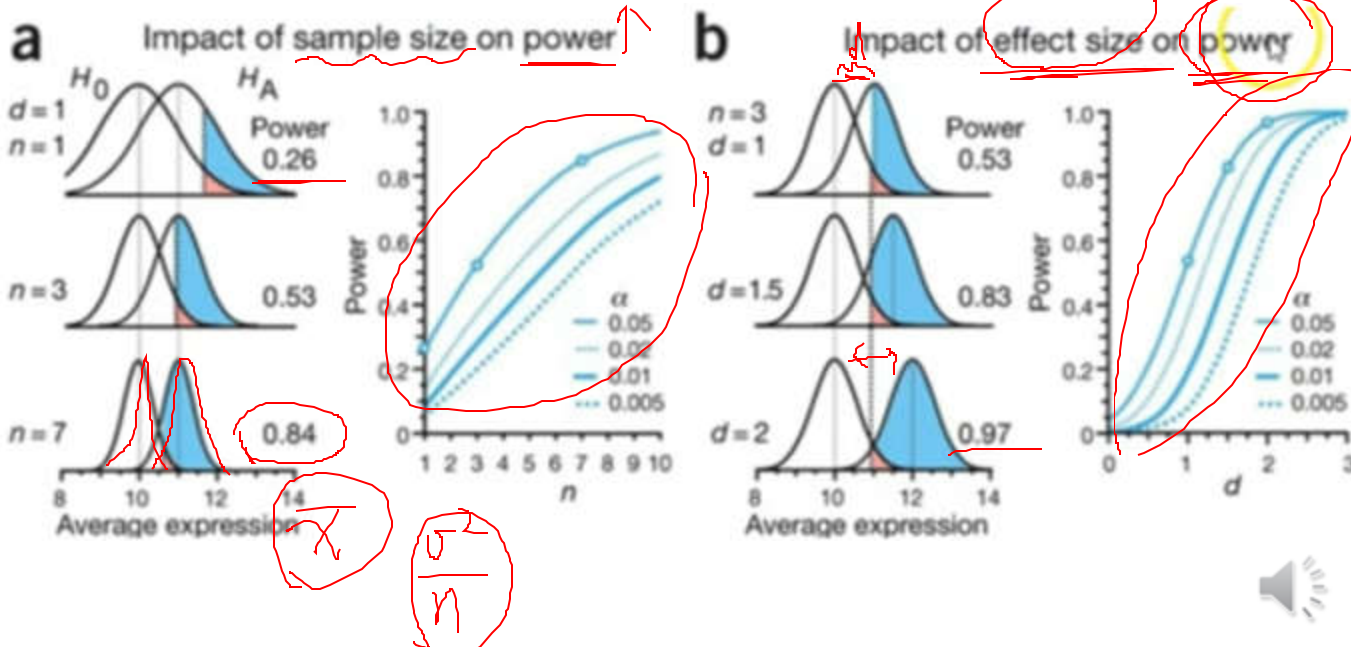 a Impact of sample size on power ↑
H0 HA
d = 1
n = 1
Power
0.26
n = 3
0.53
n = 7
0.84
8 10 12 14
Average expression
Power
1.0
0.8
0.6
0.4
0.2
0
1 2 3 4 5 6 7 8 9 10
n
α
0.05
0.02
0.01
0.005
x̄
σ²
n
b Impact of effect size on power
n = 3
d = 1
Power
0.53
d = 1.5
0.83
d = 2
0.97
8 10 12 14
Average expression
Power
1.0
0.8
0.6
0.4
0.2
0
0 1 2 3
d
α
0.05
0.02
0.01
0.005